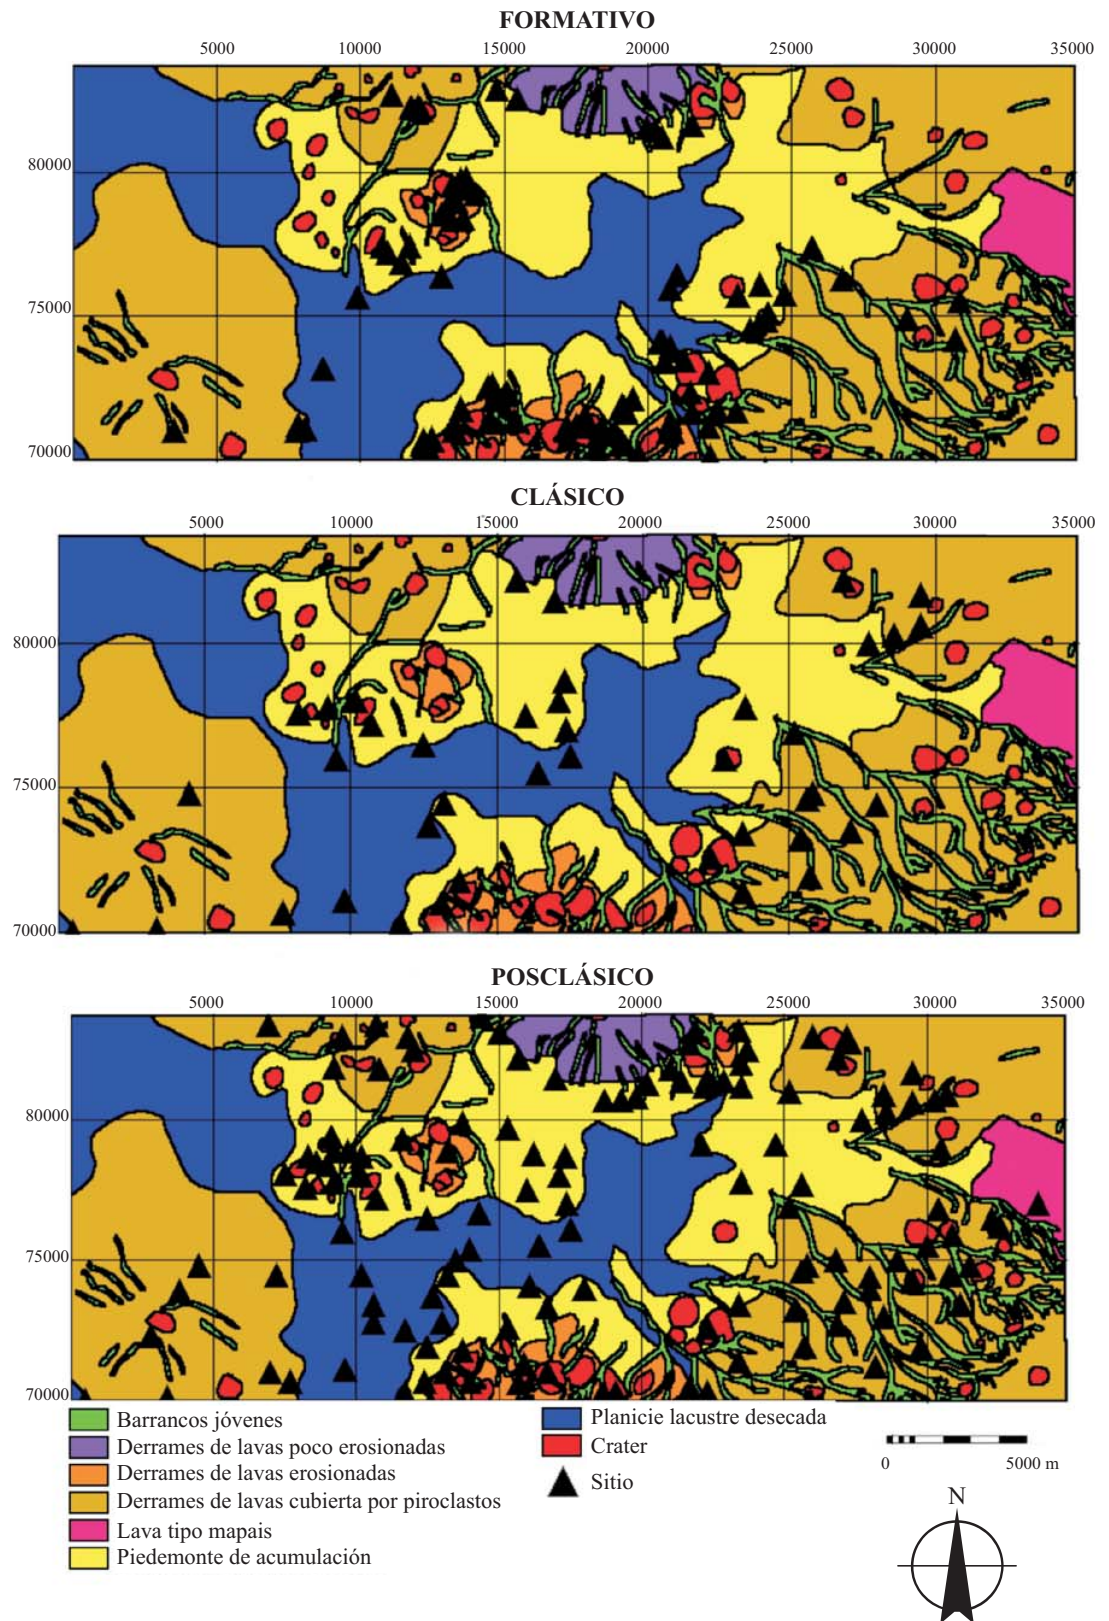 FORMATIVO
5000 10000 15000 20000 25000 30000 35000
80000
75000
70000
CLÁSICO
5000 10000 15000 20000 25000 30000 35000
80000
75000
70000
POSCLÁSICO
5000 10000 15000 20000 25000 30000 35000
80000
75000
70000
Barrancos jóvenes
Derrames de lavas poco erosionadas
Derrames de lavas erosionadas
Derrames de lavas cubierta por piroclastos
Lava tipo mapais
Piedemonte de acumulación
Planicie lacustre desecada
Crater
Sitio
0 5000 m
N